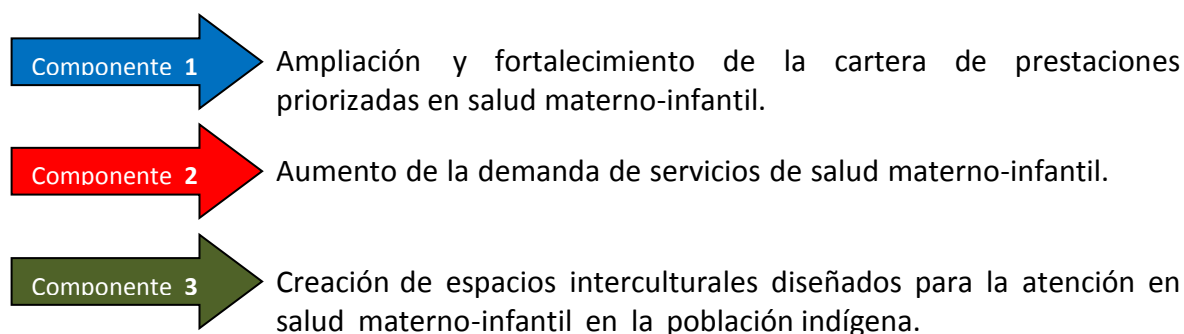 Componente 1
Ampliación y fortalecimiento de la cartera de prestaciones
priorizadas en salud materno-infantil.
Componente 2
Aumento de la demanda de servicios de salud materno-infantil.
Componente 3
Creación de espacios interculturales diseñados para la atención en
salud materno-infantil en la población indígena.